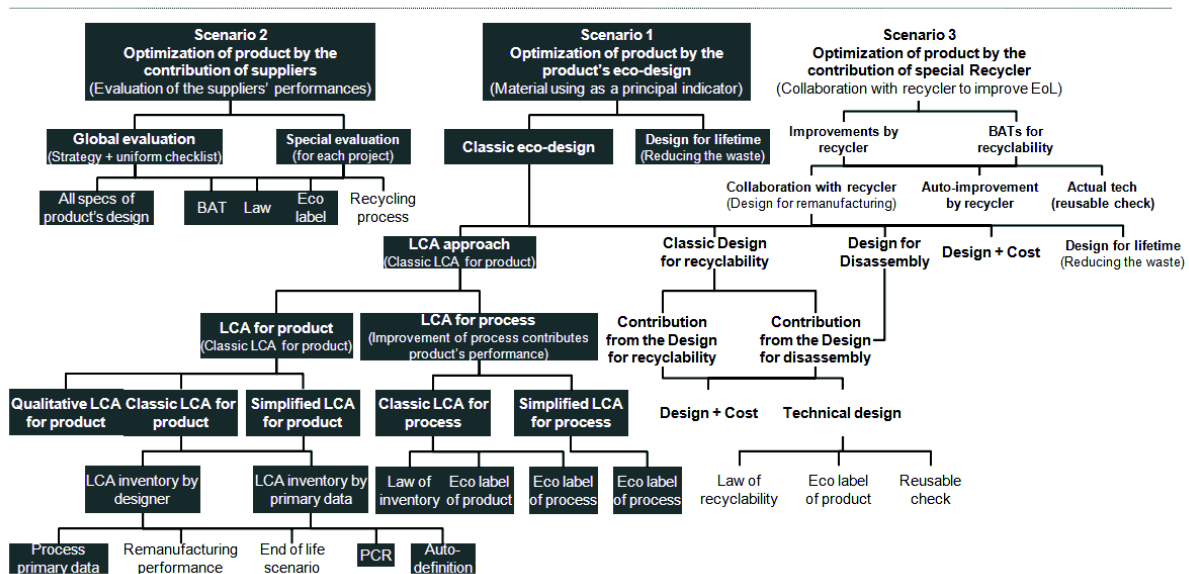 Scenario 2
Optimization of product by the
contribution of suppliers
(Evaluation of the suppliers' performances)
Scenario 1
Optimization of product by the
product's eco-design
(Material using as a principal indicator)
Scenario 3
Optimization of product by the
contribution of special Recycler
(Collaboration with recycler to improve EoL)
Global evaluation
(Strategy + uniform checklist)
Special evaluation
(for each project)
Classic eco-design
Design for lifetime
(Reducing the waste)
Improvements by
recycler
BATs for
recyclability
All specs of
product's design
BAT
Law
Eco
label
Recycling
process
Collaboration with recycler
(Design for remanufacturing)
Auto-improvement
by recycler
Actual tech
(reusable check)
LCA approach
(Classic LCA for product)
Classic Design
for recyclability
Design for
Disassembly
Design + Cost
Design for lifetime
(Reducing the waste)
LCA for product
(Classic LCA for product)
LCA for process
(Improvement of process contributes
product's performance)
Contribution
from the Design
for recyclability
Contribution
from the Design
for disassembly
Qualitative LCA
for product
Classic LCA for
product
Simplified LCA
for product
Classic LCA for
process
Simplified LCA
for process
Design + Cost
Technical design
LCA inventory by
designer
LCA inventory by
primary data
Law of
inventory
Eco label
of product
Eco label
of process
Eco label
of process
Law of
recyclability
Eco label
of product
Reusable
check
Process
primary data
Remanufacturing
performance
End of life
scenario
PCR
Auto-
definition